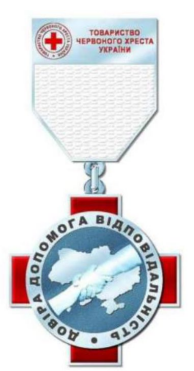 ТОВАРИСТВО
ЧЕРВОНОГО ХРЕСТА
УКРАЇНИ
ДОВІРА ДОПОМОГА ВІДПОВІДАЛЬНІСТЬ